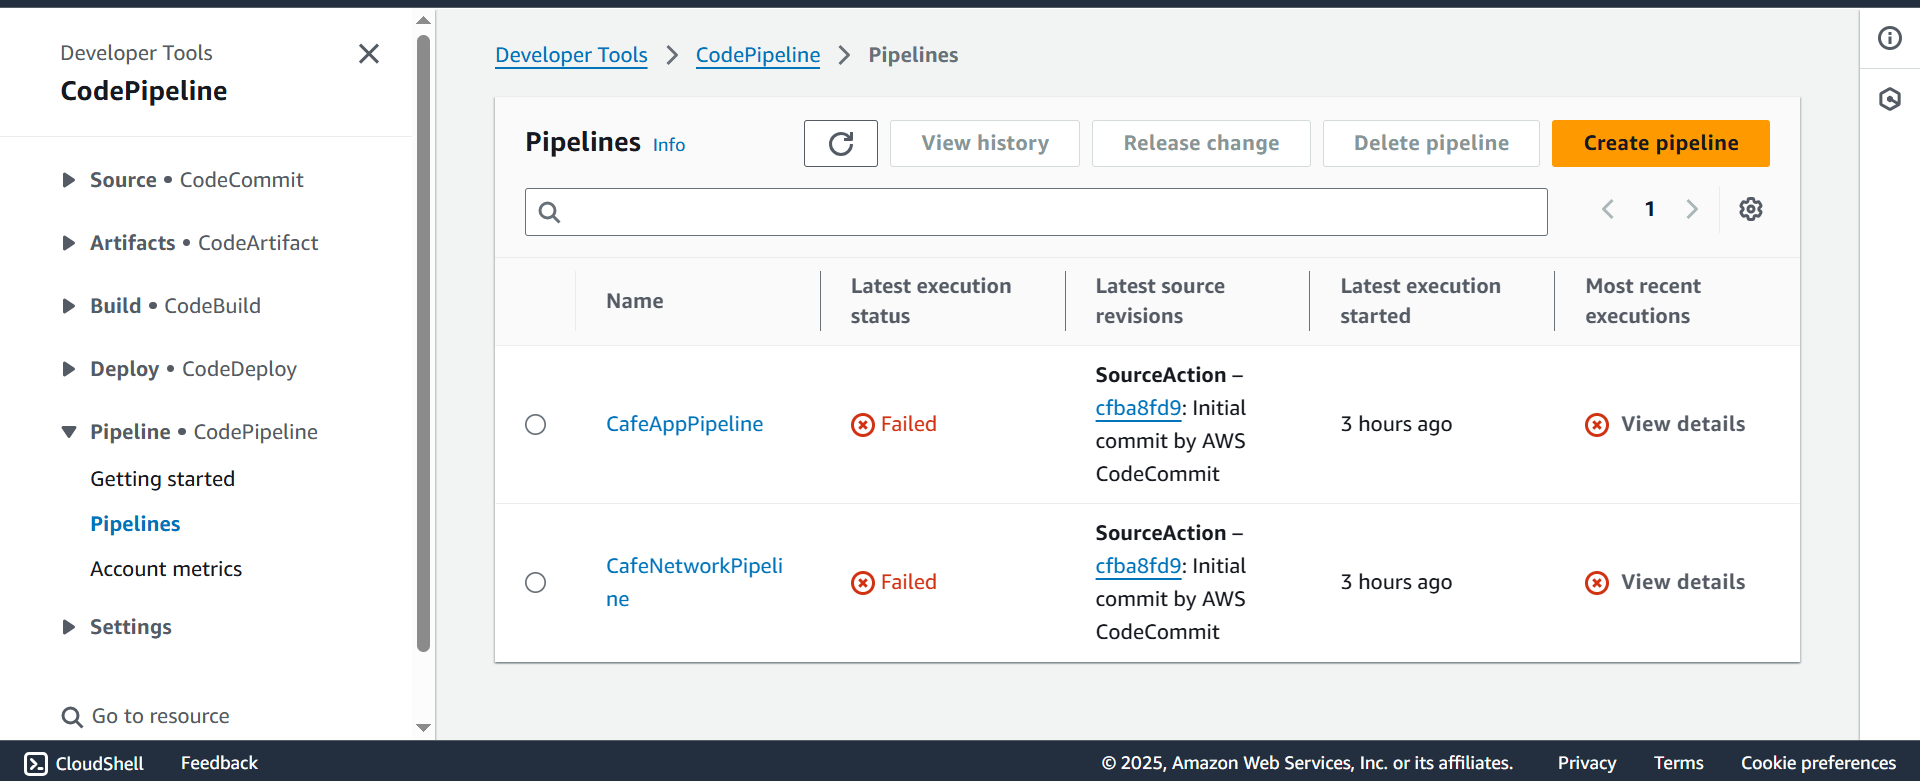 Developer Tools
CodePipeline
Source • CodeCommit
Artifacts • CodeArtifact
Build • CodeBuild
Deploy • CodeDeploy
Pipeline • CodePipeline
Getting started
Pipelines
Account metrics
Settings
Go to resource
Developer Tools > CodePipeline > Pipelines
Pipelines Info
View history
Release change
Delete pipeline
Create pipeline
1
Name
Latest execution
status
Latest source
revisions
Latest execution
started
Most recent
executions
CafeAppPipeline
Failed
SourceAction –
cfba8fd9: Initial
commit by AWS
CodeCommit
3 hours ago
View details
CafeNetworkPipeli
ne
Failed
SourceAction –
cfba8fd9: Initial
commit by AWS
CodeCommit
3 hours ago
View details
CloudShell
Feedback
© 2025, Amazon Web Services, Inc. or its affiliates.
Privacy
Terms
Cookie preferences